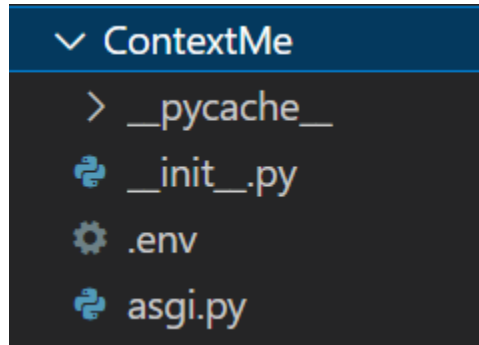 ContextMe
__pycache__
__init__.py
.env
asgi.py